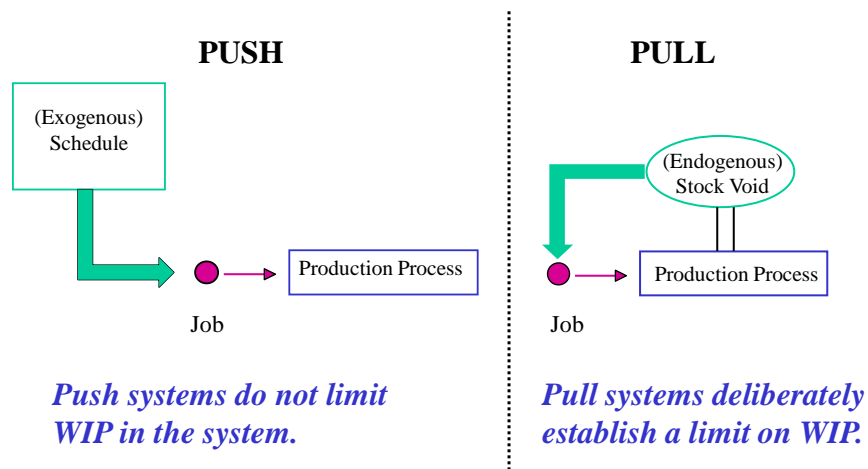 PUSH
(Exogenous)
Schedule
Production Process
Job
Push systems do not limit
WIP in the system.
PULL
(Endogenous)
Stock Void
Production Process
Job
Pull systems deliberately
establish a limit on WIP.